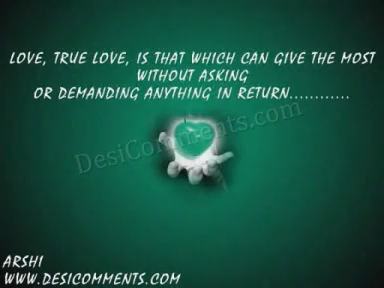 LOVE, TRUE LOVE, IS THAT WHICH CAN GIVE THE MOST
WITHOUT ASKING
OR DEMANDING ANYTHING IN RETURN............
DesiComments.com
ARSHI
WWW.DESICOMMENTS.COM